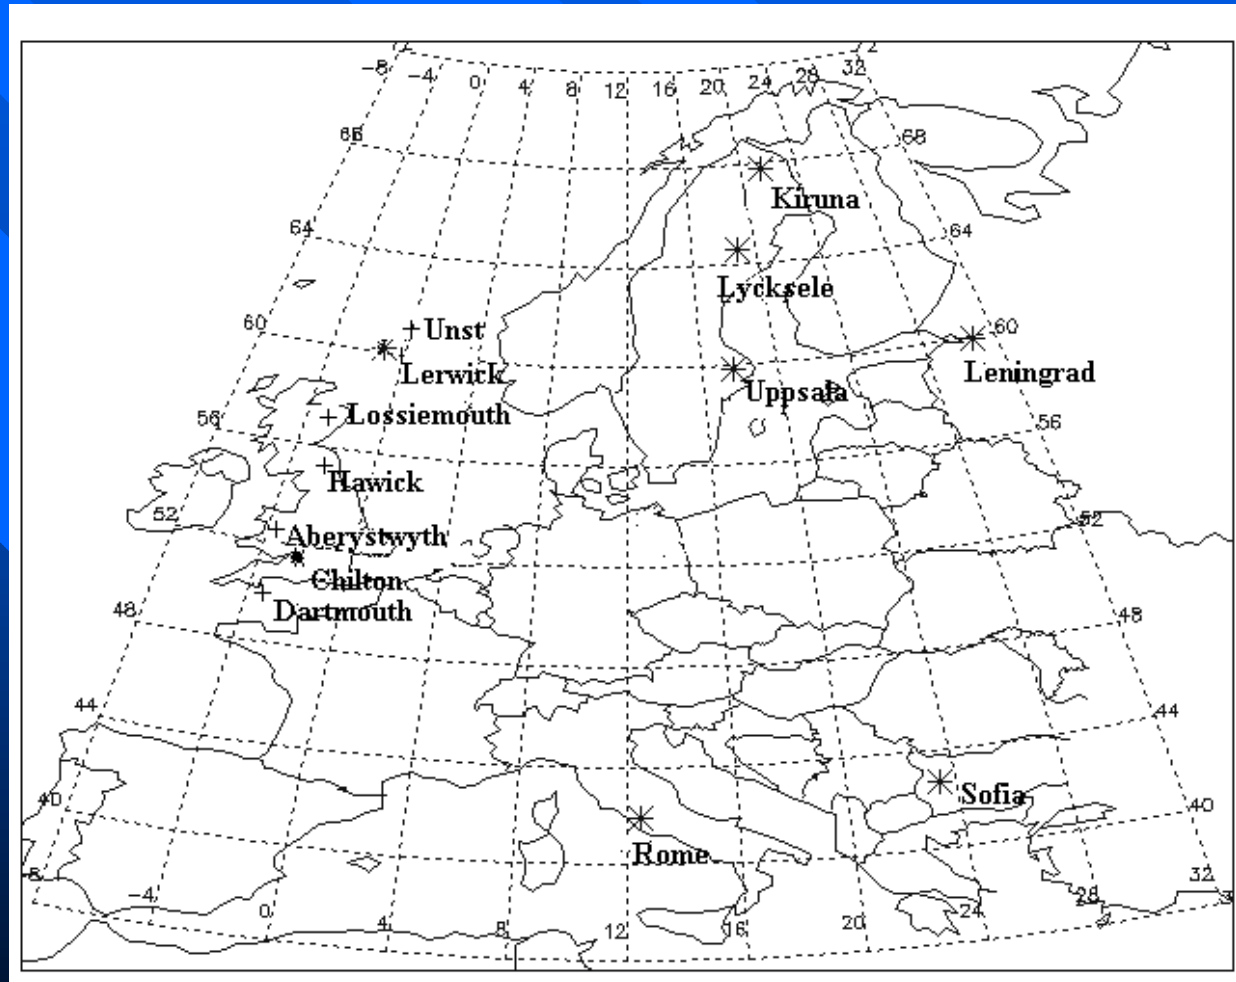 -8 -4 0 4 8 12 16 20 24 28 32
68
Kiruna
64 64
Lycksele
60 Unst 60
Lerwick Leningrad
Uppsala
Lossiemouth
56 56
Hawick
52 52
Aberystwyth
Chilton
48 Dartmouth 48
44 44
Sofia
40 40
Rome
-8 -4 0 4 8 12 16 20 24 28 32